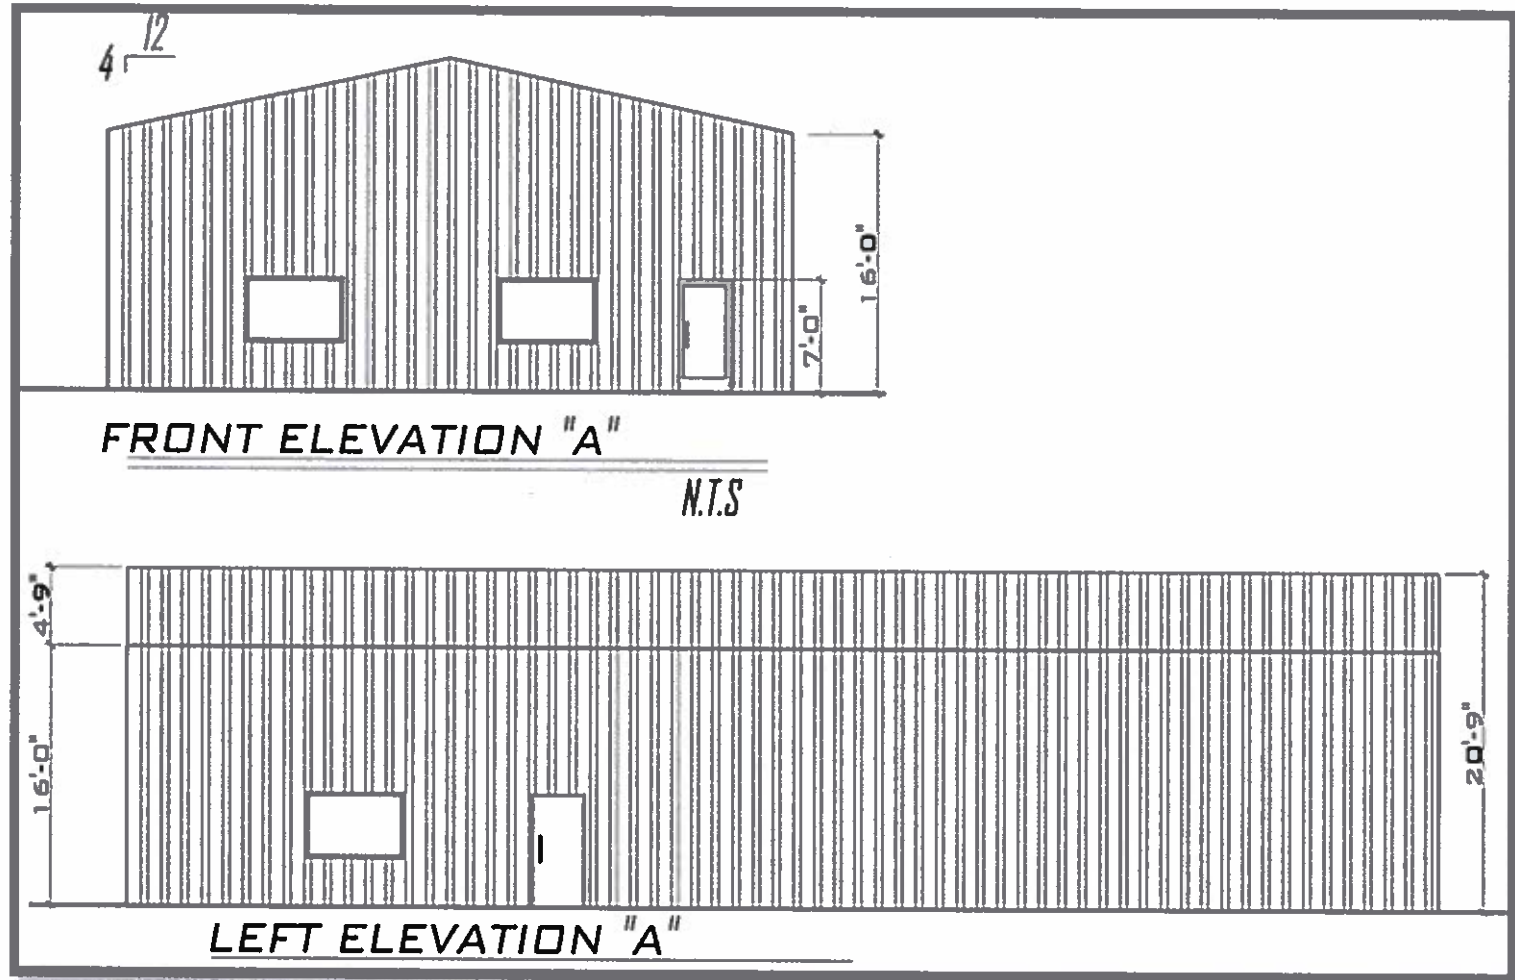 12
4
16'-0"
7'-0"
FRONT ELEVATION "A"
N.T.S
4'-9"
16'-0"
20'-9"
LEFT ELEVATION "A"